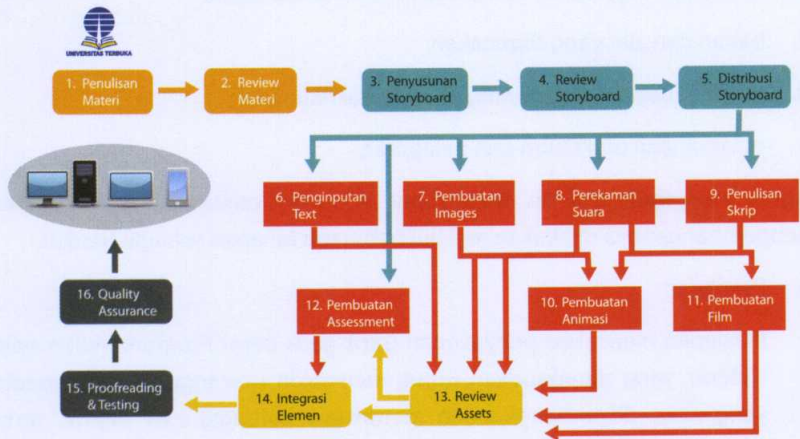 UNIVERSITAS TERBUKA
1. Penulisan
Materi
2. Review
Materi
3. Penyusunan
Storyboard
4. Review
Storyboard
5. Distribusi
Storyboard
6. Penginputan
Text
7. Pembuatan
Images
8. Perekaman
Suara
9. Penulisan
Skrip
10. Pembuatan
Animasi
11. Pembuatan
Film
12. Pembuatan
Assessment
13. Review
Assets
14. Integrasi
Elemen
15. Proofreading
& Testing
16. Quality
Assurance